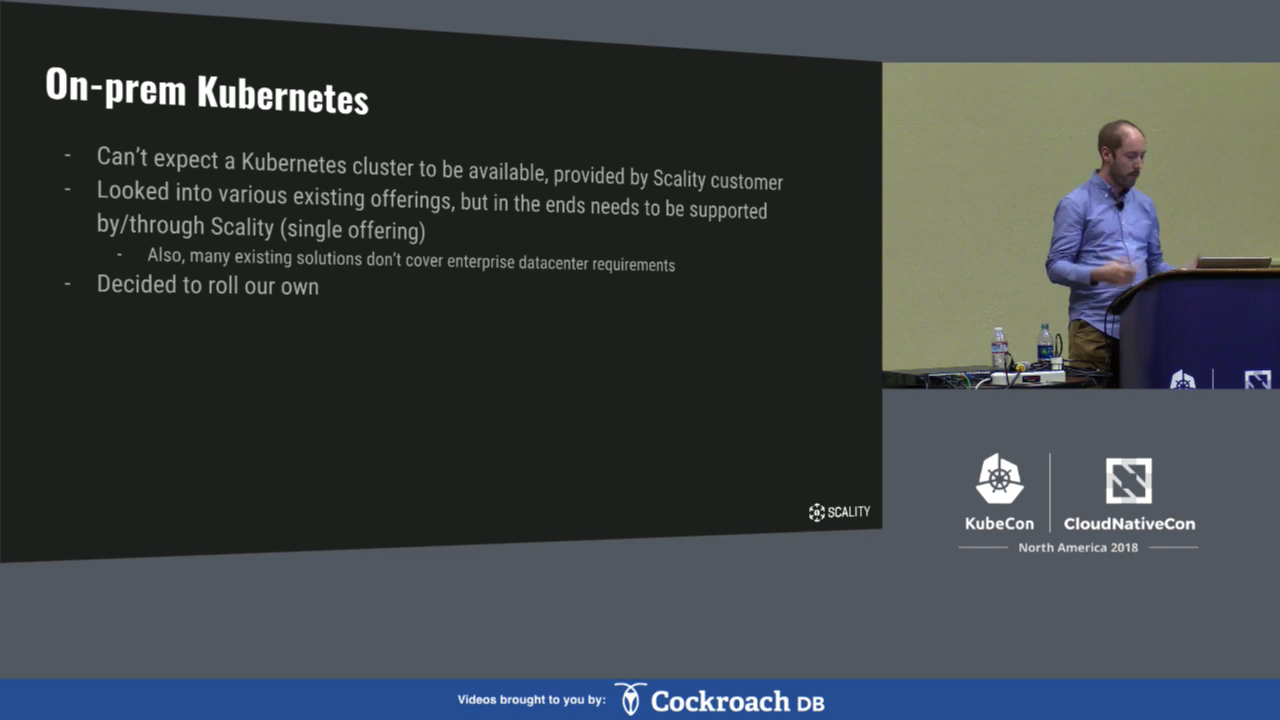 On-prem Kubernetes
- Can't expect a Kubernetes cluster to be available, provided by Scality customer
- Looked into various existing offerings, but in the ends needs to be supported
by/through Scality (single offering)
- Also, many existing solutions don't cover enterprise datacenter requirements
- Decided to roll our own
SCALITY
KubeCon
CloudNativeCon
North America 2018
Videos brought to you by:
Cockroach DB